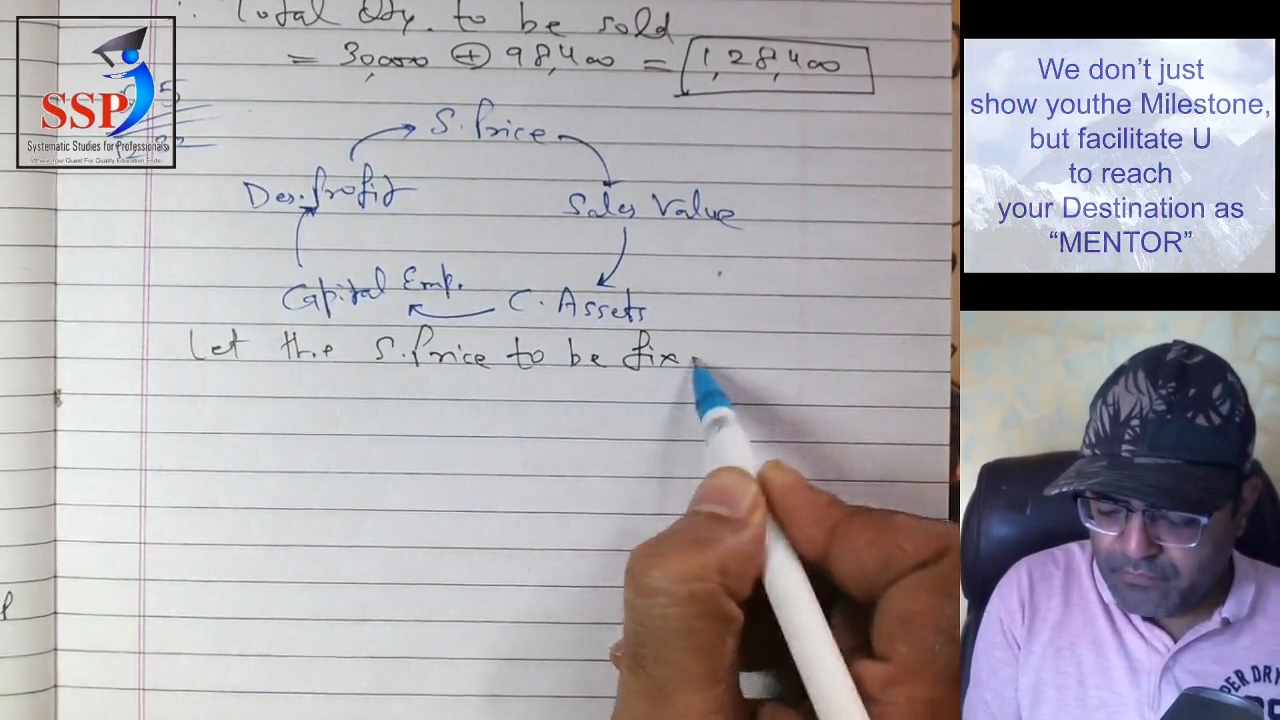 Total Qty. to be sold
= 30,000 + 98,400 = 1,28,400
SSP
Systematic Studies for Professionals
S. Price
Des. Profit
Sales Value
Capital Emp.
C. Assets
Let the S. Price to be fix
We don't just
show youthe Milestone,
but facilitate U
to reach
your Destination as
“MENTOR”